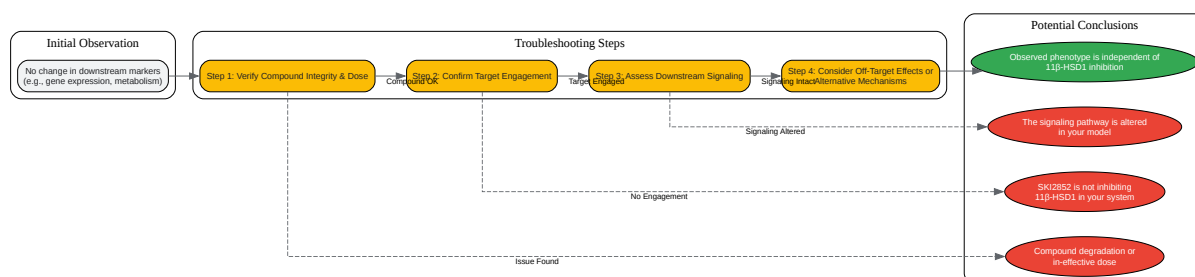 Initial Observation
No change in downstream markers
(e.g., gene expression, metabolism)
Troubleshooting Steps
Step 1: Verify Compound Integrity & Dose
Compound OK
Step 2: Confirm Target Engagement
Target Engaged
Step 3: Assess Downstream Signaling
Signaling Intact
Step 4: Consider Off-Target Effects or
Alternative Mechanisms
Potential Conclusions
Observed phenotype is independent of
11β-HSD1 inhibition
Signaling Altered
The signaling pathway is altered
in your model
No Engagement
SKI2852 is not inhibiting
11β-HSD1 in your system
Issue Found
Compound degradation or
in-effective dose